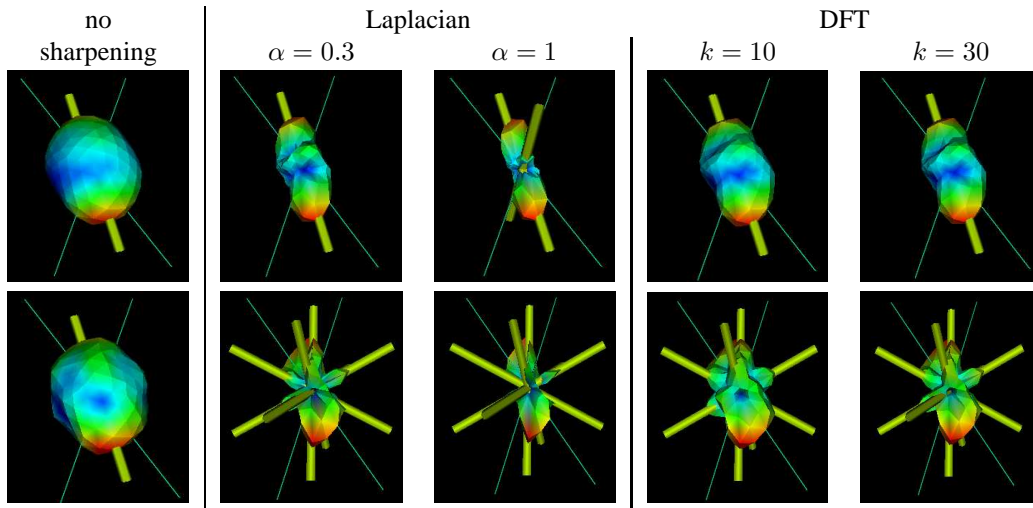 no
sharpening
Laplacian
DFT
α = 0.3
α = 1
k = 10
k = 30